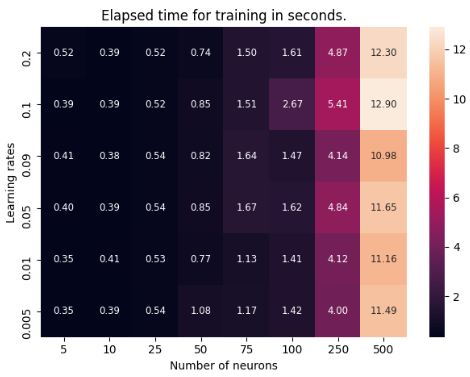 Elapsed time for training in seconds.
Learning rates
0.2 0.52 0.39 0.52 0.74 1.50 1.61 4.87 12.30
0.1 0.39 0.39 0.52 0.85 1.51 2.67 5.41 12.90
0.09 0.41 0.38 0.54 0.82 1.64 1.47 4.14 10.98
0.05 0.40 0.39 0.54 0.85 1.67 1.62 4.84 11.65
0.01 0.35 0.41 0.53 0.77 1.13 1.41 4.12 11.16
0.005 0.35 0.39 0.54 1.08 1.17 1.42 4.00 11.49
5 10 25 50 75 100 250 500
Number of neurons
12
10
8
6
4
2